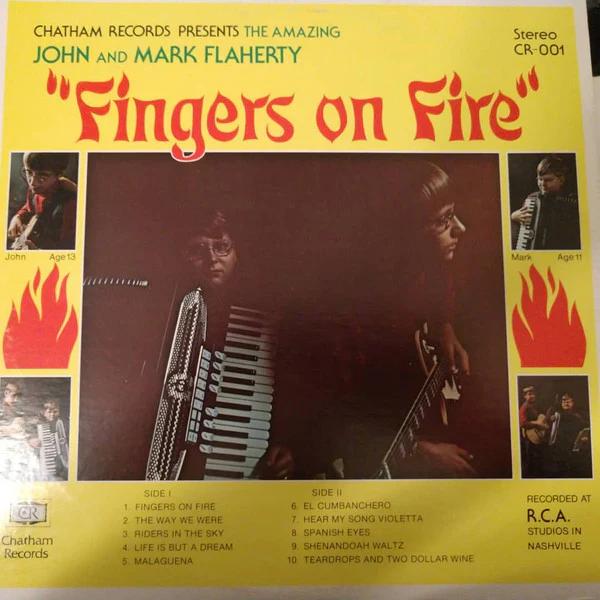 CHATHAM RECORDS PRESENTS THE AMAZING
JOHN AND MARK FLAHERTY
Stereo
CR-001
"Fingers on Fire"
John Age 13
Mark Age 11
SIDE I
1. FINGERS ON FIRE
2. THE WAY WE WERE
3. RIDERS IN THE SKY
4. LIFE IS BUT A DREAM
5. MALAGUENA
SIDE II
6. EL CUMBANCHERO
7. HEAR MY SONG VIOLETTA
8. SPANISH EYES
9. SHENANDOAH WALTZ
10. TEARDROPS AND TWO DOLLAR WINE
CR
Chatham
Records
RECORDED AT
R.C.A.
STUDIOS IN
NASHVILLE